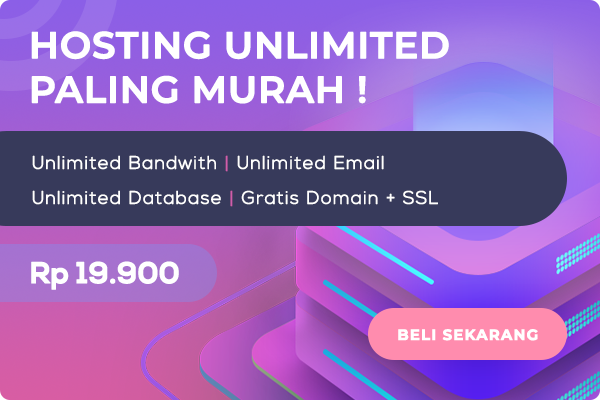 HOSTING UNLIMITED
PALING MURAH !
Unlimited Bandwith | Unlimited Email
Unlimited Database | Gratis Domain + SSL
Rp 19.900
BELI SEKARANG